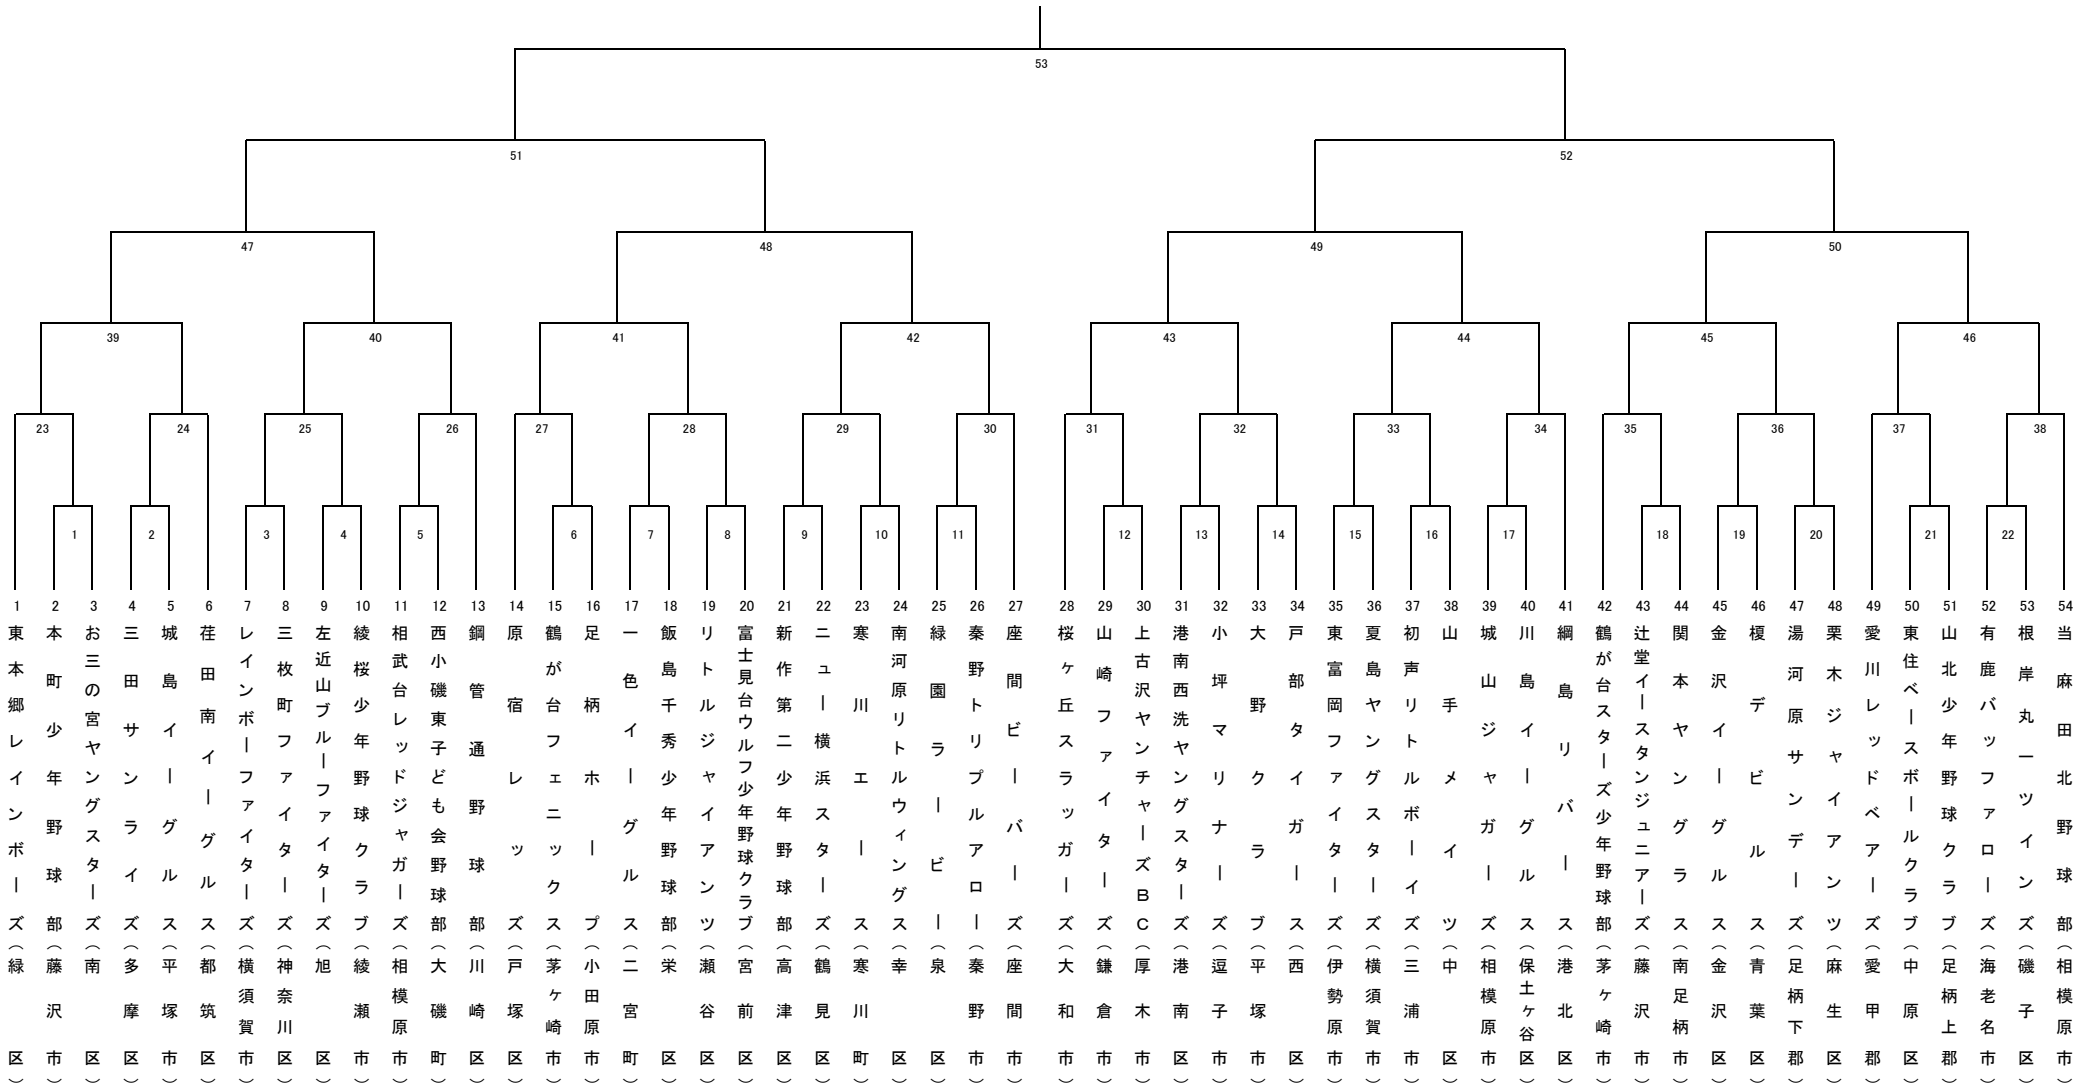 53
51
52
47
48
49
50
39
40
41
42
43
44
45
46
23
24
25
26
27
28
29
30
31
32
33
34
35
36
37
38
1
2
3
4
5
6
7
8
9
10
11
12
13
14
15
16
17
18
19
20
21
22
1 東本郷レインボーズ（緑区）
2 本町少年野球部（藤沢市）
3 お三の宮ヤングスターズ（南区）
4 三田サンライズ（多摩区）
5 城島イーグルス（平塚市）
6 荏田南イーグルス（都筑区）
7 レインボーファイターズ（横須賀市）
8 三枚町ファイターズ（神奈川区）
9 左近山ブルーファイターズ（旭区）
10 綾桜少年野球クラブ（綾瀬市）
11 相武台レッドジャガーズ（相模原市）
12 西小磯東子ども会野球部（大磯町）
13 鋼管通野球部（川崎区）
14 原宿レッズ（戸塚区）
15 鶴が台フェニックス（茅ヶ崎市）
16 足柄ホープ（小田原市）
17 一色イーグルス（二宮町）
18 飯島千秀少年野球部（栄区）
19 リトルジャイアンツ（瀬谷区）
20 富士見台ウルフ少年野球クラブ（宮前区）
21 新作第二少年野球部（高津区）
22 ニュー横浜スターズ（鶴見区）
23 寒川エース（寒川町）
24 南河原リトルウィングス（幸区）
25 緑園ラービーー（泉区）
26 秦野トリプルアロー（秦野市）
27 座間ビーバーズ（座間市）
28 桜ヶ丘スラッガーズ（大和市）
29 山崎ファイターズ（鎌倉市）
30 上古沢ヤンチャーズＢＣ（厚木市）
31 港南西洗ヤングスターズ（港南区）
32 小坪マリナーズ（逗子市）
33 大野クラブ（平塚市）
34 戸部タイガース（西区）
35 東富岡ファイターズ（伊勢原市）
36 夏島ヤングスターズ（横須賀市）
37 初声リトルボーイズ（三浦市）
38 山手メイツ（中区）
39 城山ジャガーズ（相模原市）
40 川島イーグルス（保土ヶ谷区）
41 綱島リバース（港北区）
42 鶴が台スターズ少年野球部（茅ヶ崎市）
43 辻堂イースタンジュニアーズ（藤沢市）
44 関本ヤングラス（南足柄市）
45 金沢イーグルス（金沢区）
46 榎デビルス（青葉区）
47 湯河原サンデーズ（足柄下郡）
48 栗木ジャイアンツ（麻生区）
49 愛川レッドベアーズ（愛甲郡）
50 東住ベースボールクラブ（中原区）
51 山北少年野球クラブ（足柄上郡）
52 有鹿バッファローズ（海老名市）
53 根岸丸一ツインズ（磯子区）
54 当麻田北野球部（相模原市）